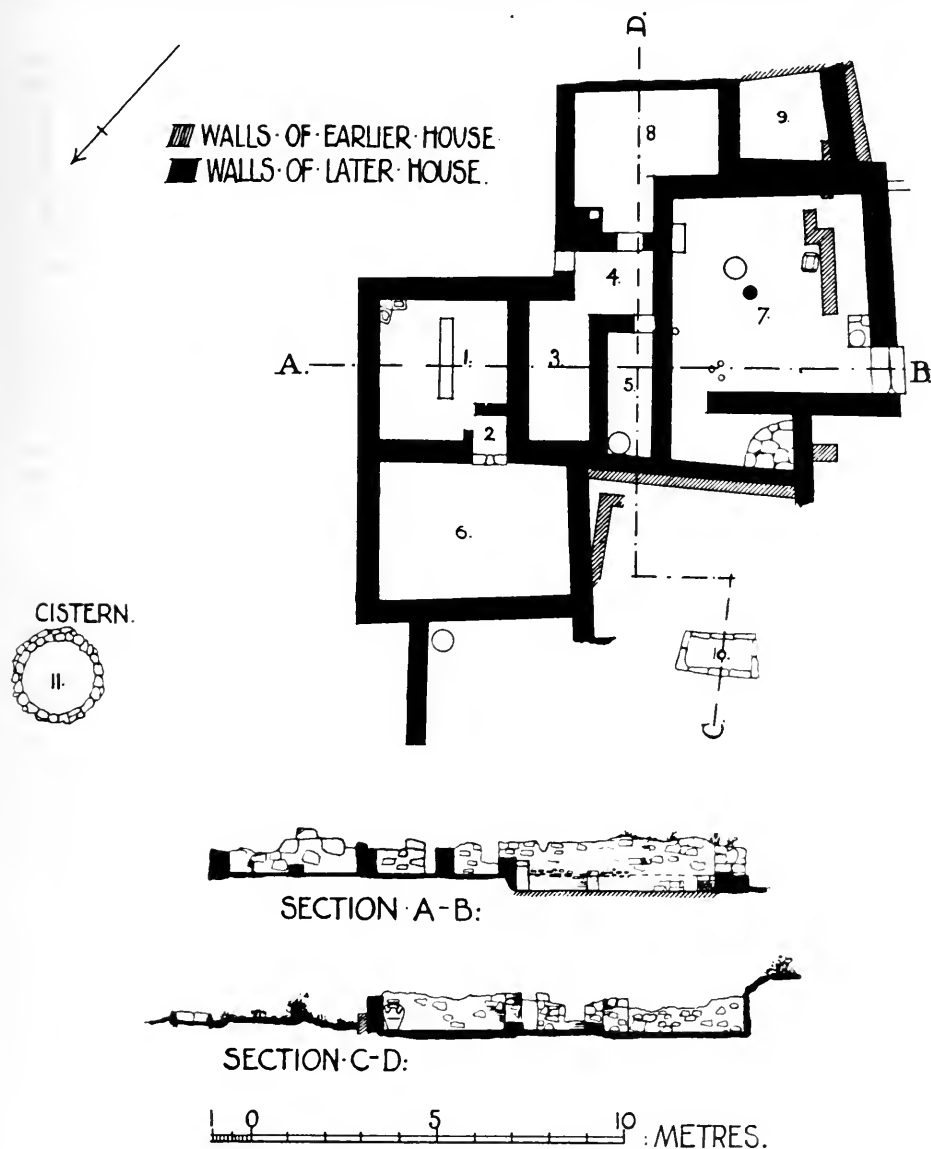 D.
WALLS·OF·EARLIER·HOUSE
WALLS·OF·LATER·HOUSE.
8
9.
4.
7.
A.
1.
3.
5.
B.
2
6.
CISTERN.
11.
10.
C
SECTION·A-B:
SECTION·C-D:
1 0 5 10 :METRES.